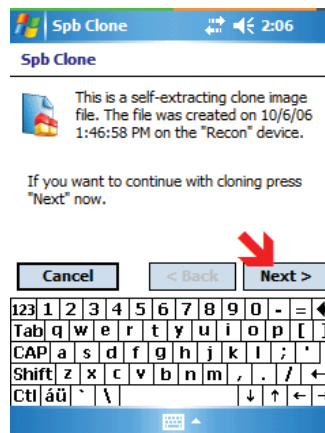 Spb Clone 2:06
Spb Clone
This is a self-extracting clone image
file. The file was created on 10/6/06
1:46:58 PM on the "Recon" device.
If you want to continue with cloning press
"Next" now.
Cancel < Back Next >
123 1 2 3 4 5 6 7 8 9 0 - =
Tab q w e r t y u i o p [ ]
CAP a s d f g h j k l ; '
Shift z x c v b n m , . / ←
Ctl áü ` \ ↓ ↑ ← →